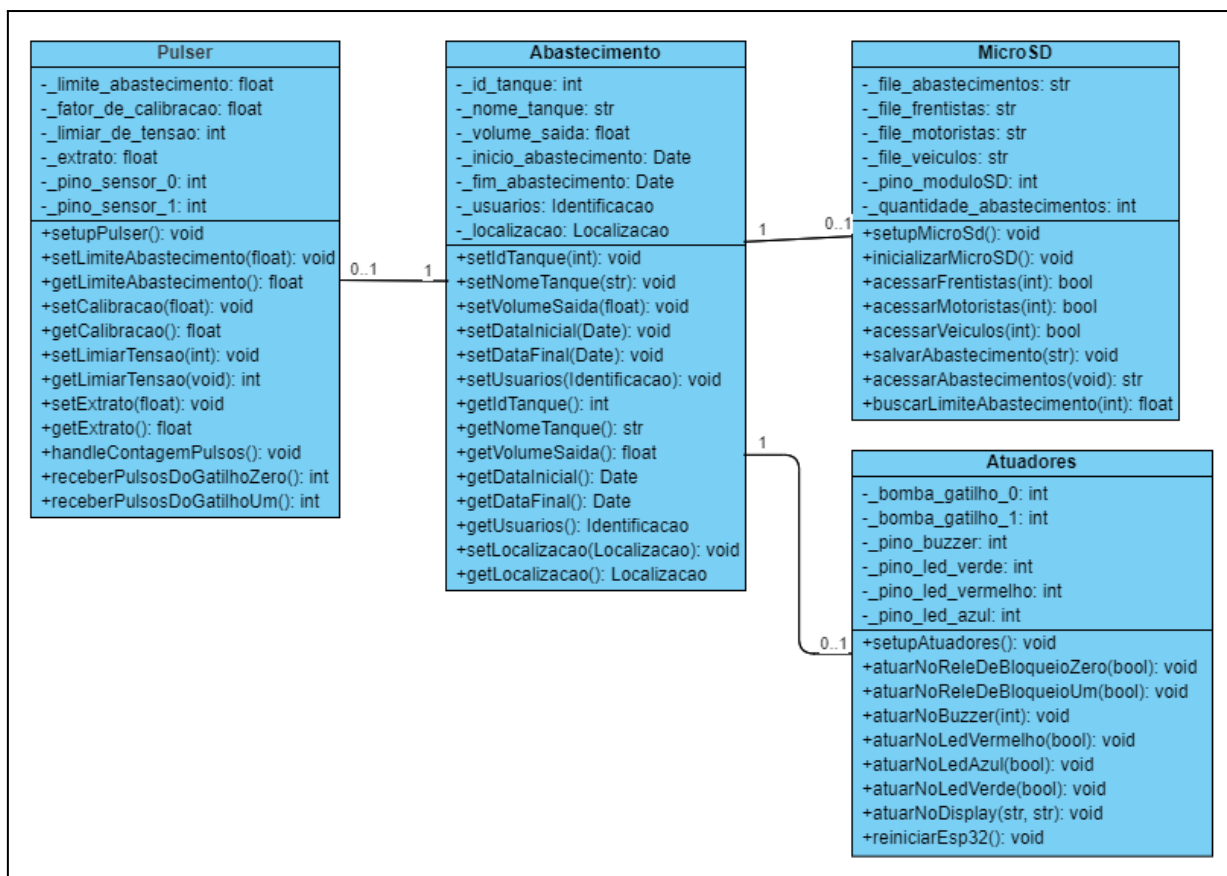 Pulser
-_limite_abastecimento: float
-_fator_de_calibracao: float
-_limiar_de_tensao: int
-_extrato: float
-_pino_sensor_0: int
-_pino_sensor_1: int
+setupPulser(): void
+setLimiteAbastecimento(float): void
+getLimiteAbastecimento(): float
+setCalibracao(float): void
+getCalibracao(): float
+setLimiarTensao(int): void
+getLimiarTensao(void): int
+setExtrato(float): void
+getExtrato(): float
+handleContagemPulsos(): void
+receberPulsosDoGatilhoZero(): int
+receberPulsosDoGatilhoUm(): int
0..1
1
Abastecimento
-_id_tanque: int
-_nome_tanque: str
-_volume_saida: float
-_inicio_abastecimento: Date
-_fim_abastecimento: Date
-_usuarios: Identificacao
-_localizacao: Localizacao
+setIdTanque(int): void
+setNomeTanque(str): void
+setVolumeSaida(float): void
+setDataInicial(Date): void
+setDataFinal(Date): void
+setUsuarios(Identificacao): void
+getIdTanque(): int
+getNomeTanque(): str
+getVolumeSaida(): float
+getDataInicial(): Date
+getDataFinal(): Date
+getUsuarios(): Identificacao
+setLocalizacao(Localizacao): void
+getLocalizacao(): Localizacao
1
0..1
MicroSD
-_file_abastecimentos: str
-_file_frentistas: str
-_file_motoristas: str
-_file_veiculos: str
-_pino_moduloSD: int
-_quantidade_abastecimentos: int
+setupMicroSd(): void
+inicializarMicroSD(): void
+acessarFrentistas(int): bool
+acessarMotoristas(int): bool
+acessarVeiculos(int): bool
+salvarAbastecimento(str): void
+acessarAbastecimentos(void): str
+buscarLimiteAbastecimento(int): float
1
0..1
Atuadores
-_bomba_gatilho_0: int
-_bomba_gatilho_1: int
-_pino_buzzer: int
-_pino_led_verde: int
-_pino_led_vermelho: int
-_pino_led_azul: int
+setupAtuadores(): void
+atuarNoReleDeBloqueioZero(bool): void
+atuarNoReleDeBloqueioUm(bool): void
+atuarNoBuzzer(int): void
+atuarNoLedVermelho(bool): void
+atuarNoLedAzul(bool): void
+atuarNoLedVerde(bool): void
+atuarNoDisplay(str, str): void
+reiniciarEsp32(): void